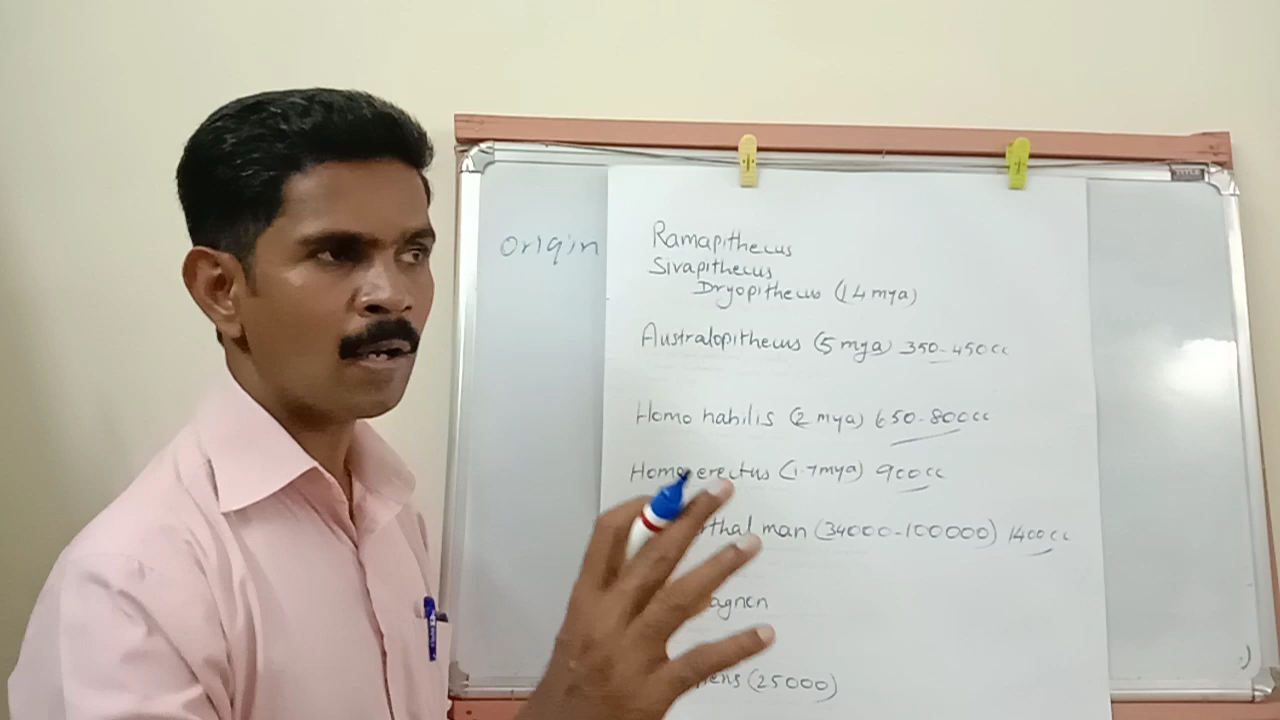 Origin
Ramapithecus
Sivapithecus
Dryopithecus (14 mya)
Australopithecus (5 mya) 350-450cc
Homo habilis (2 mya) 650-800cc
Homo erectus (1.7mya) 900cc
rthal man (34000-100000) 1400cc
agnon
ens (25000)